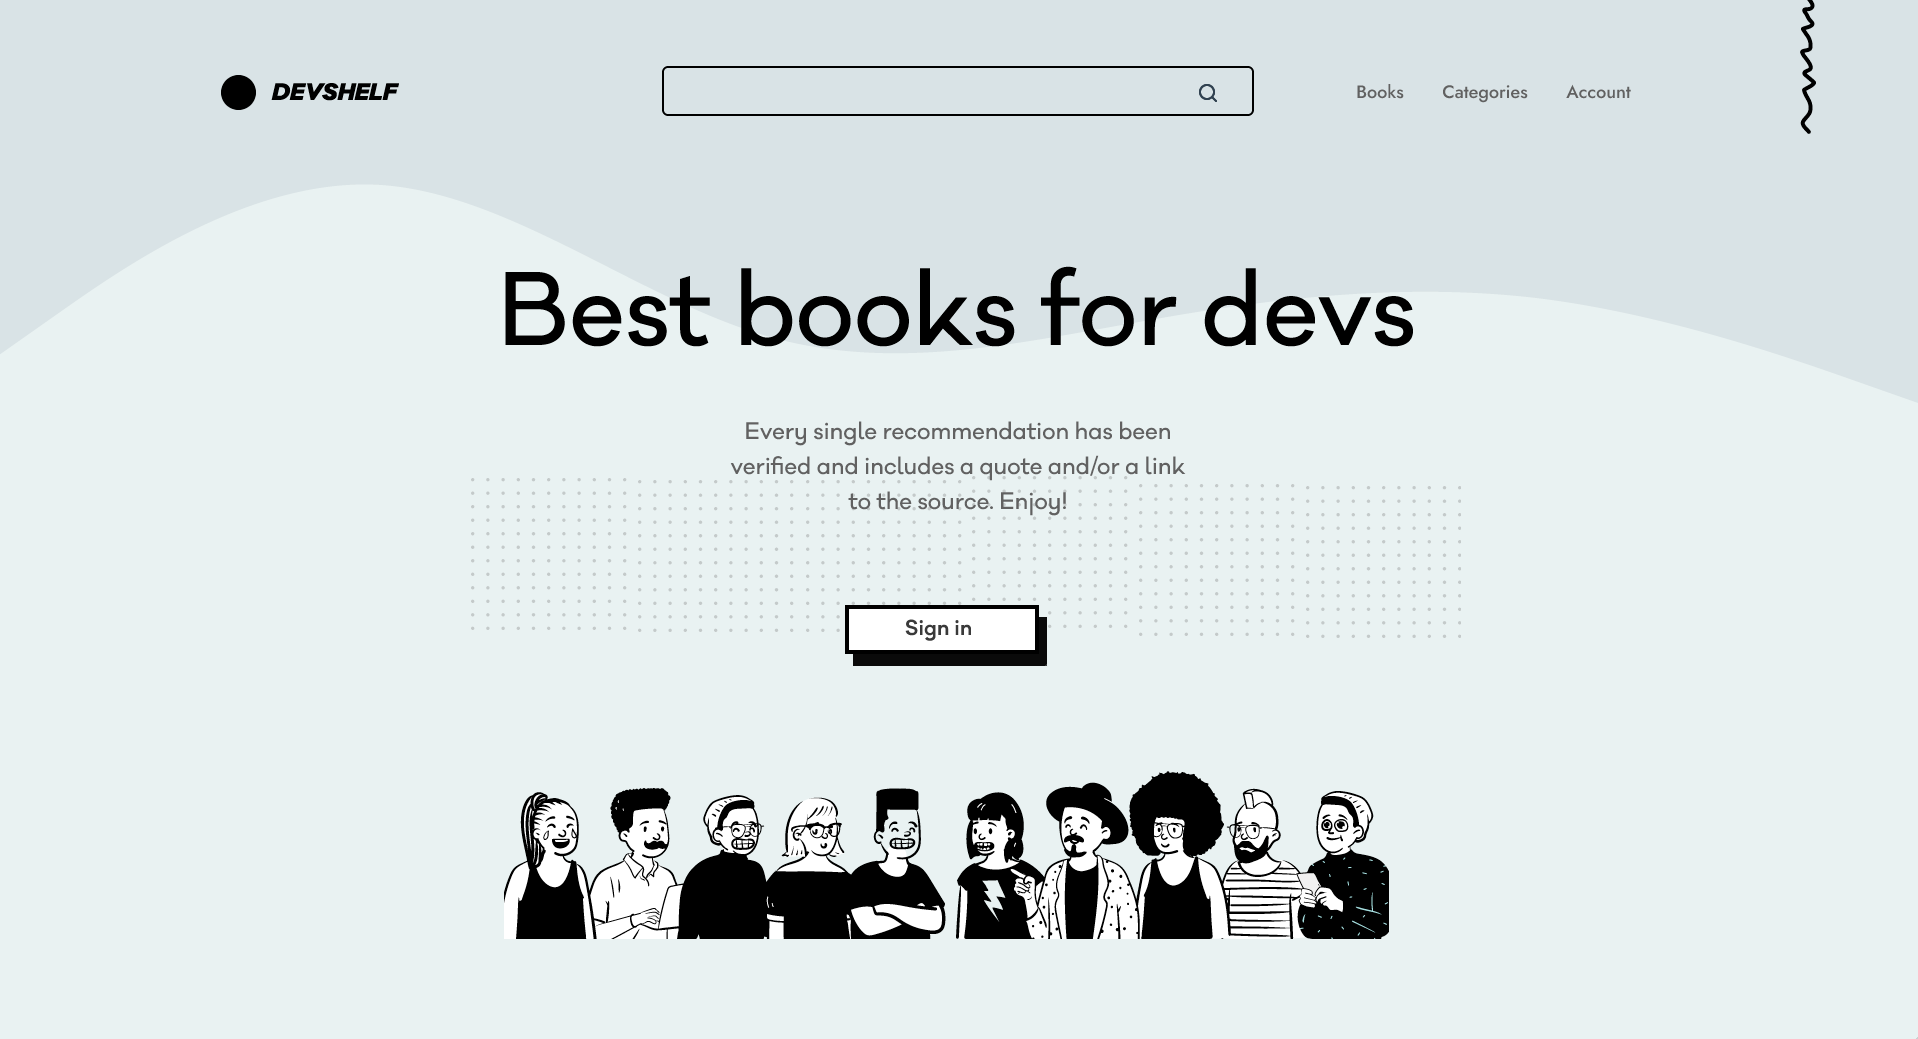 DEVSHELF
Books
Categories
Account
Best books for devs
Every single recommendation has been
verified and includes a quote and/or a link
to the source. Enjoy!
Sign in